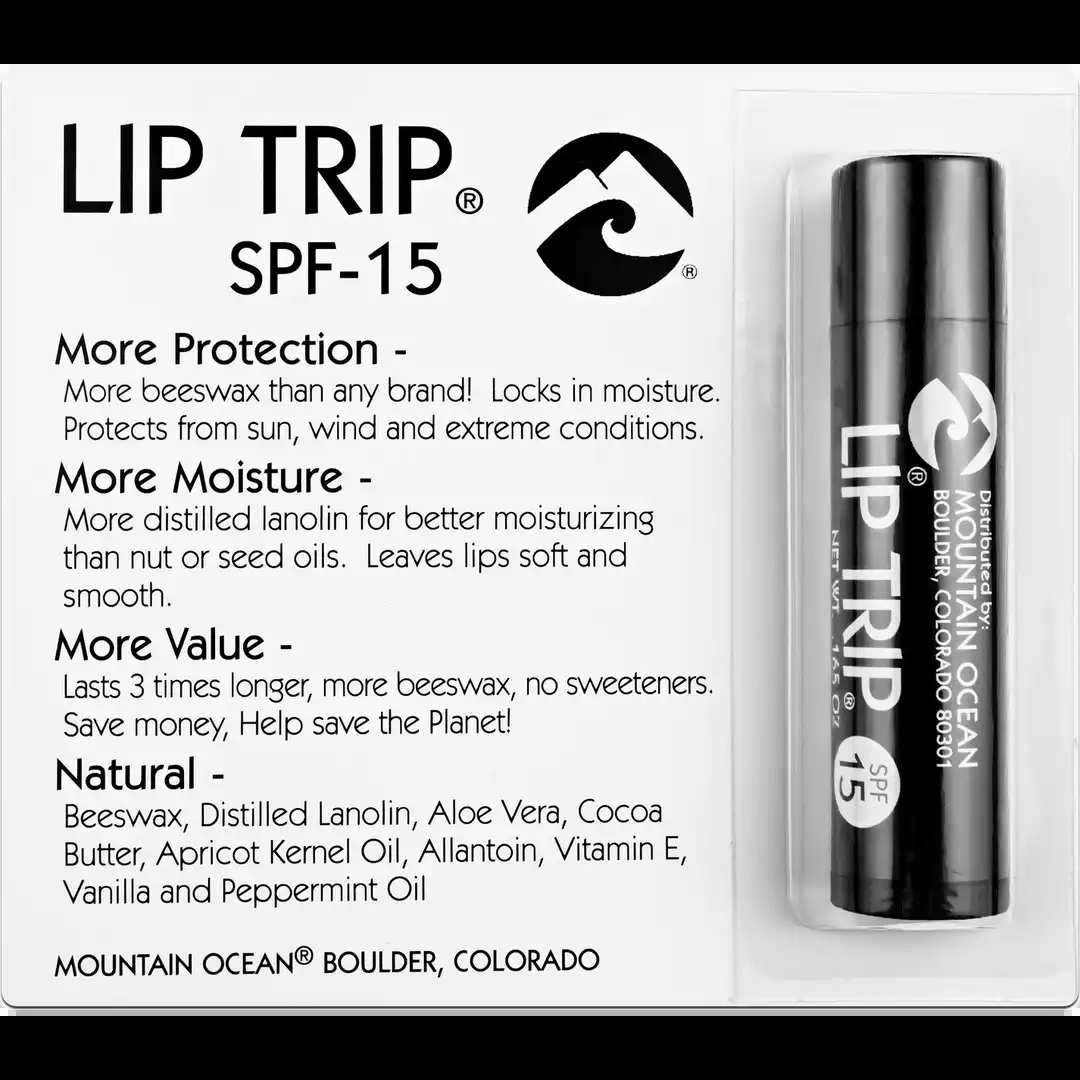 LIP TRIP®
SPF-15
®
More Protection -
More beeswax than any brand! Locks in moisture.
Protects from sun, wind and extreme conditions.
More Moisture -
More distilled lanolin for better moisturizing
than nut or seed oils. Leaves lips soft and
smooth.
More Value -
Lasts 3 times longer, more beeswax, no sweeteners.
Save money, Help save the Planet!
Natural -
Beeswax, Distilled Lanolin, Aloe Vera, Cocoa
Butter, Apricot Kernel Oil, Allantoin, Vitamin E,
Vanilla and Peppermint Oil
MOUNTAIN OCEAN® BOULDER, COLORADO
®
Distributed by:
MOUNTAIN OCEAN
BOULDER, COLORADO 80301
LIP TRIP®
SPF
15
NET WT. .165 OZ